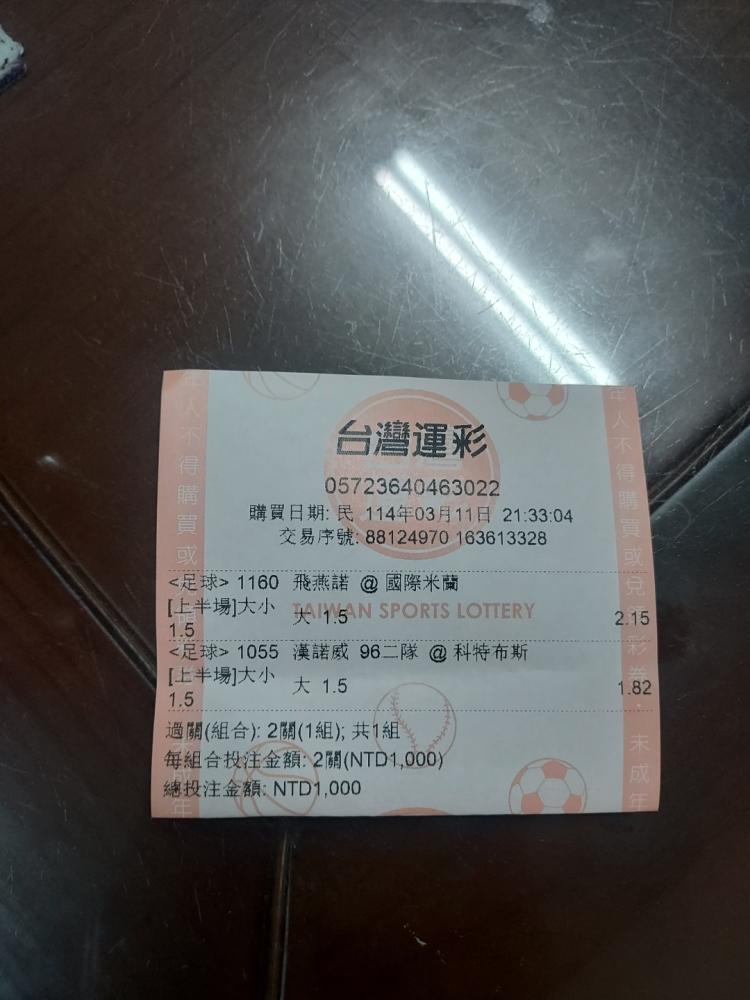 台灣運彩
05723640463022
購買日期: 民 114年03月11日 21:33:04
交易序號: 88124970 163613328
<足球> 1160 飛燕諾 @ 國際米蘭
[上半場]大小 大 1.5 2.15
1.5
TAIWAN SPORTS LOTTERY
<足球> 1055 漢諾威 96二隊 @ 科特布斯
[上半場]大小 大 1.5 1.82
1.5
過關(組合): 2關(1組); 共1組
每組合投注金額: 2關(NTD1,000)
總投注金額: NTD1,000
年人不得購買或
未成年
年人不得購買或兌
彩券
未成年